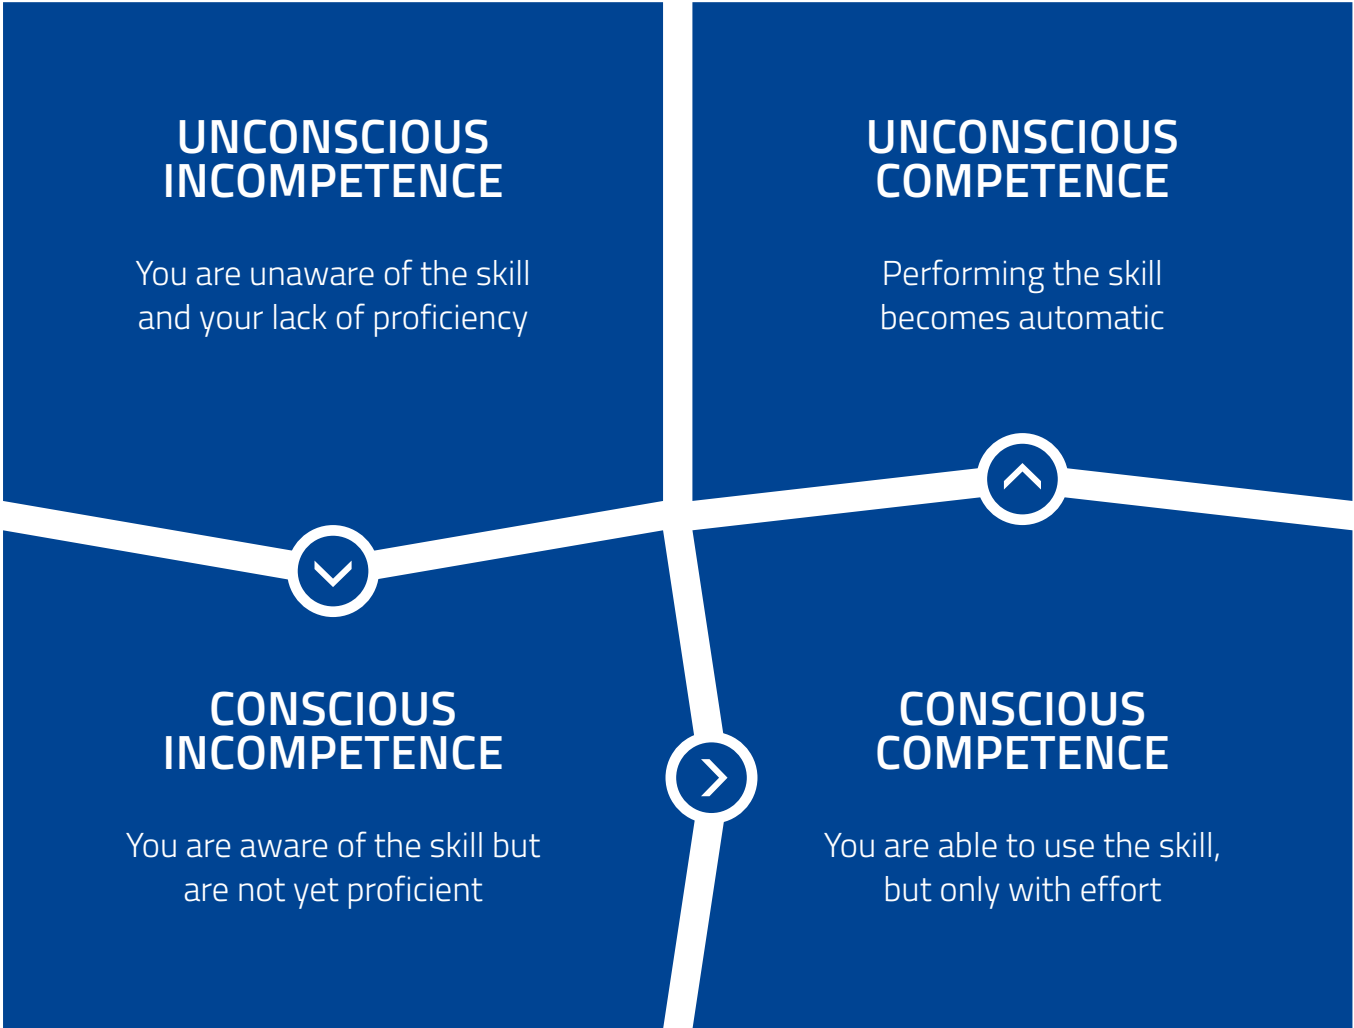 UNCONSCIOUS
INCOMPETENCE
You are unaware of the skill
and your lack of proficiency
UNCONSCIOUS
COMPETENCE
Performing the skill
becomes automatic
CONSCIOUS
INCOMPETENCE
You are aware of the skill but
are not yet proficient
CONSCIOUS
COMPETENCE
You are able to use the skill,
but only with effort